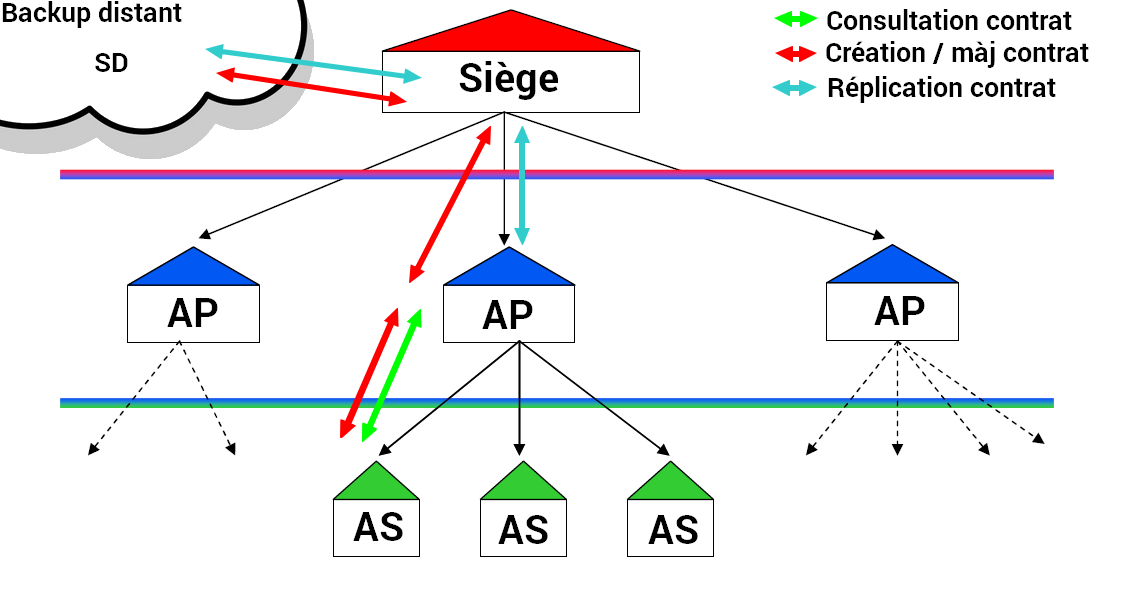 Backup distant
SD
Siège
Consultation contrat
Création / màj contrat
Réplication contrat
AP
AP
AP
AS
AS
AS